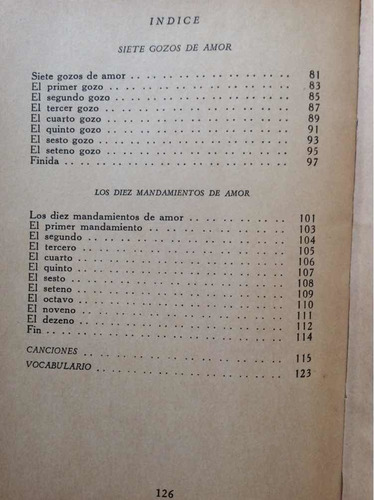 INDICE
SIETE GOZOS DE AMOR
Siete gozos de amor . . . . . . . . . . . . . . . . 81
El primer gozo . . . . . . . . . . . . . . . . 83
El segundo gozo . . . . . . . . . . . . . . . . 85
El tercer gozo . . . . . . . . . . . . . . . . 87
El cuarto gozo . . . . . . . . . . . . . . . . 89
El quinto gozo . . . . . . . . . . . . . . . . 91
El sesto gozo . . . . . . . . . . . . . . . . 93
El seteno gozo . . . . . . . . . . . . . . . . 95
Finida . . . . . . . . . . . . . . . . 97
LOS DIEZ MANDAMIENTOS DE AMOR
Los diez mandamientos de amor . . . . . . . . . . 101
El primer mandamiento . . . . . . . . . . . . 103
El segundo . . . . . . . . . . . . . . . . 104
El tercero . . . . . . . . . . . . . . . . 105
El cuarto . . . . . . . . . . . . . . . . 106
El quinto . . . . . . . . . . . . . . . . 107
El sesto . . . . . . . . . . . . . . . . 108
El seteno . . . . . . . . . . . . . . . . 109
El octavo . . . . . . . . . . . . . . . . 110
El noveno . . . . . . . . . . . . . . . . 111
El dezeno . . . . . . . . . . . . . . . . 112
Fin . . . . . . . . . . . . . . . . 114
CANCIONES . . . . . . . . . . . . . . . . 115
VOCABULARIO . . . . . . . . . . . . . . . . 123
126